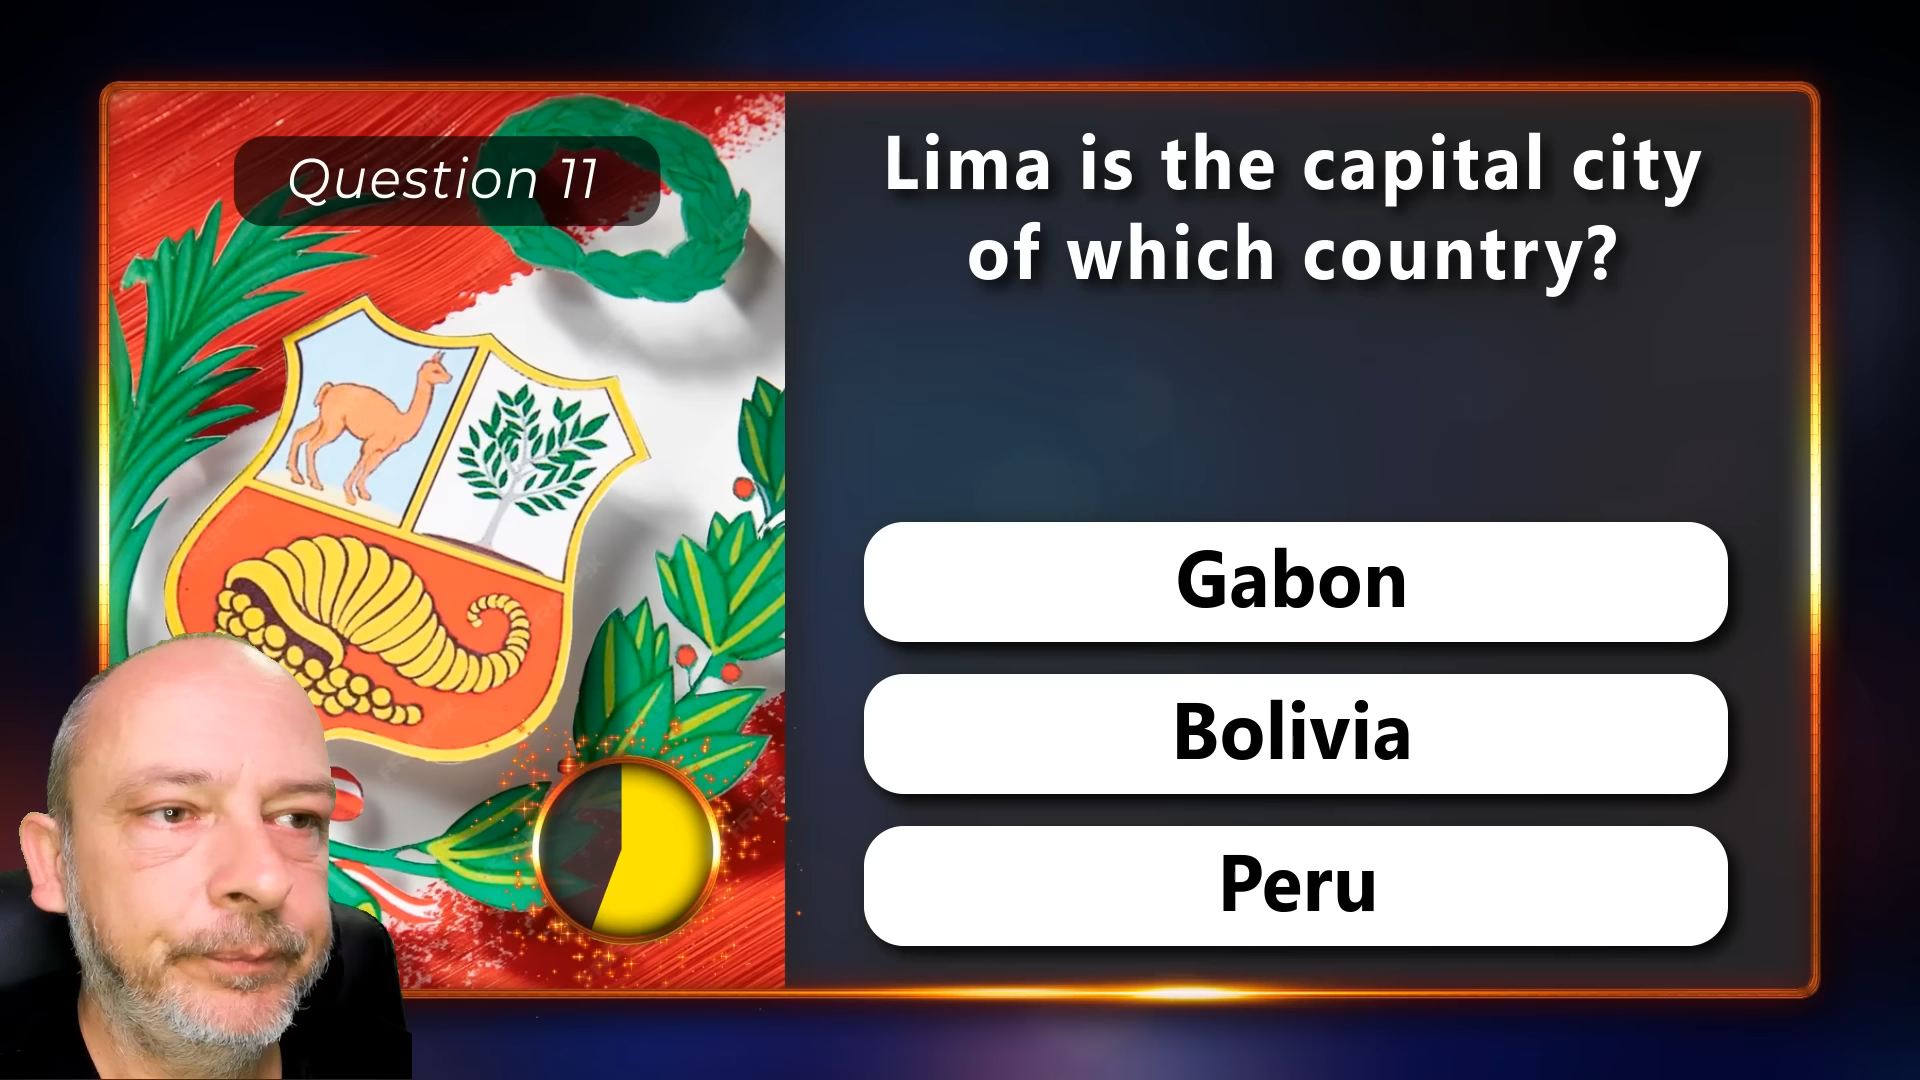 Question 11
Lima is the capital city
of which country?
Gabon
Bolivia
Peru